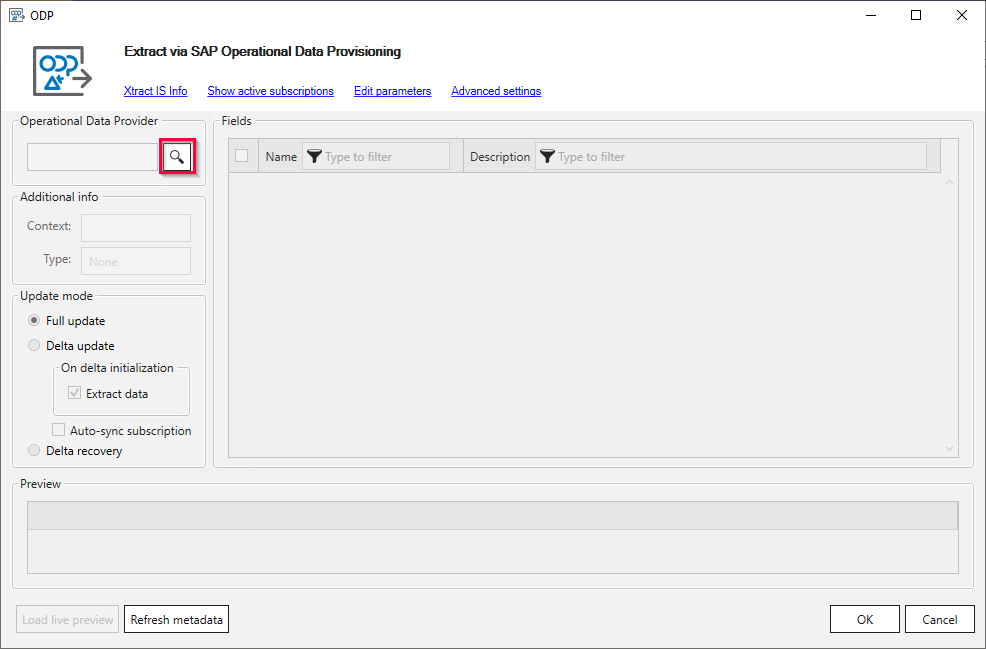 ODP
ODP
Extract via SAP Operational Data Provisioning
Xtract IS Info Show active subscriptions Edit parameters Advanced settings
Operational Data Provider
Fields
Name Type to filter Description Type to filter
Additional info
Context:
Type: None
Update mode
Full update
Delta update
On delta initialization
Extract data
Auto-sync subscription
Delta recovery
Preview
Load live preview Refresh metadata OK Cancel